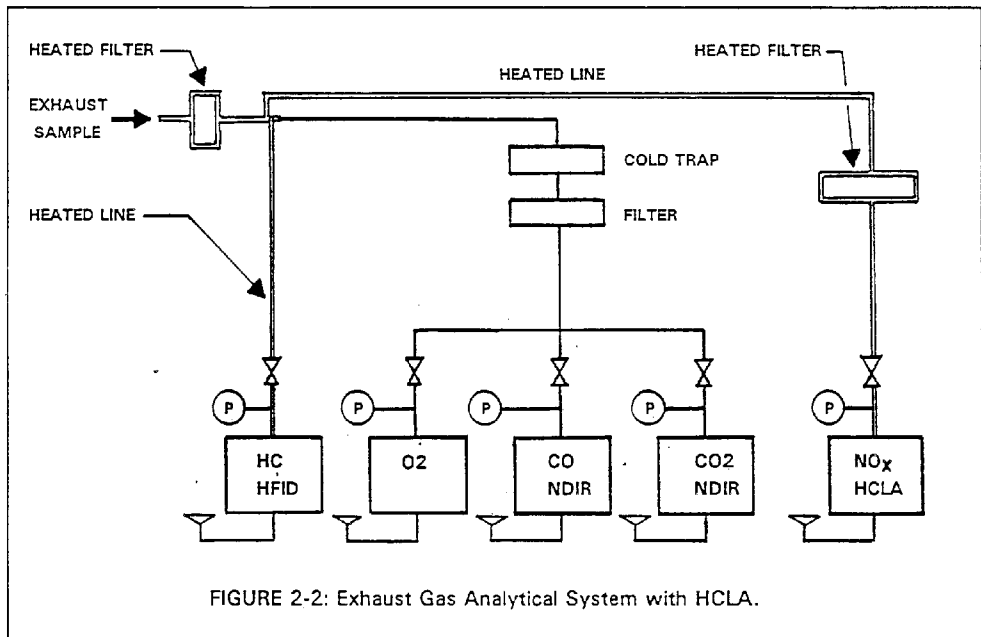 HEATED FILTER
HEATED FILTER
HEATED LINE
EXHAUST
SAMPLE
COLD TRAP
FILTER
HEATED LINE
P
P
P
P
P
HC
HFID
O2
CO
NDIR
CO2
NDIR
NOx
HCLA
FIGURE 2-2: Exhaust Gas Analytical System with HCLA.